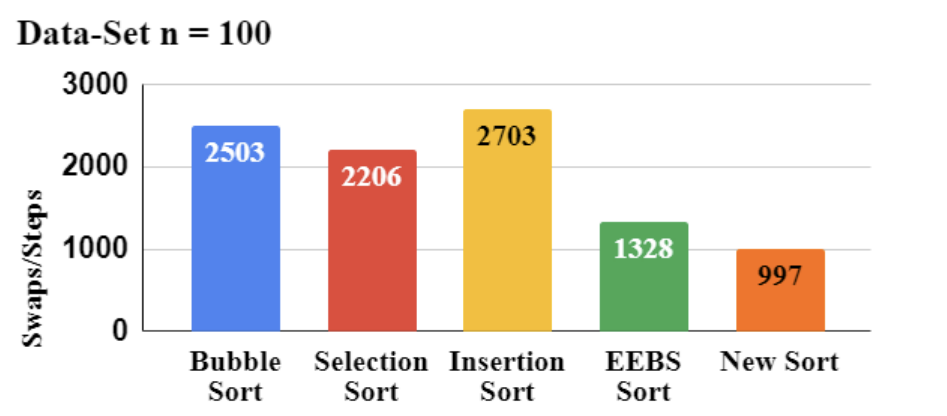 Data-Set n = 100
Swaps/Steps
3000
2000
1000
0
2503
2206
2703
1328
997
Bubble Sort
Selection Sort
Insertion Sort
EEBS Sort
New Sort